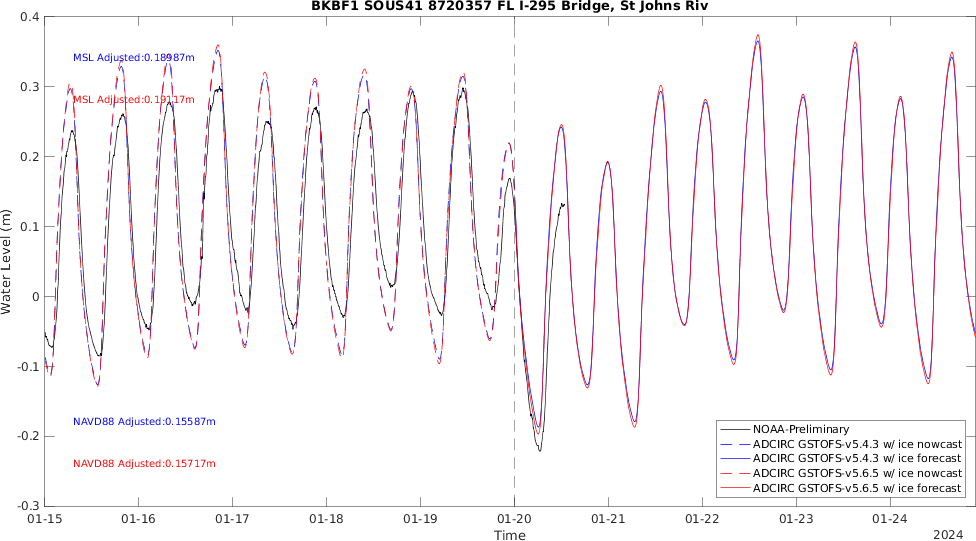 BKBF1 SOUS41 8720357 FL I-295 Bridge, St Johns Riv
0.4
0.3
0.2
0.1
0
-0.1
-0.2
-0.3
Water Level (m)
MSL Adjusted:0.18987m
MSL Adjusted:0.19117m
NAVD88 Adjusted:0.15587m
NAVD88 Adjusted:0.15717m
NOAA-Preliminary
ADCIRC GSTOFS-v5.4.3 w/ ice nowcast
ADCIRC GSTOFS-v5.4.3 w/ ice forecast
ADCIRC GSTOFS-v5.6.5 w/ ice nowcast
ADCIRC GSTOFS-v5.6.5 w/ ice forecast
01-15 01-16 01-17 01-18 01-19 01-20 01-21 01-22 01-23 01-24
Time
2024